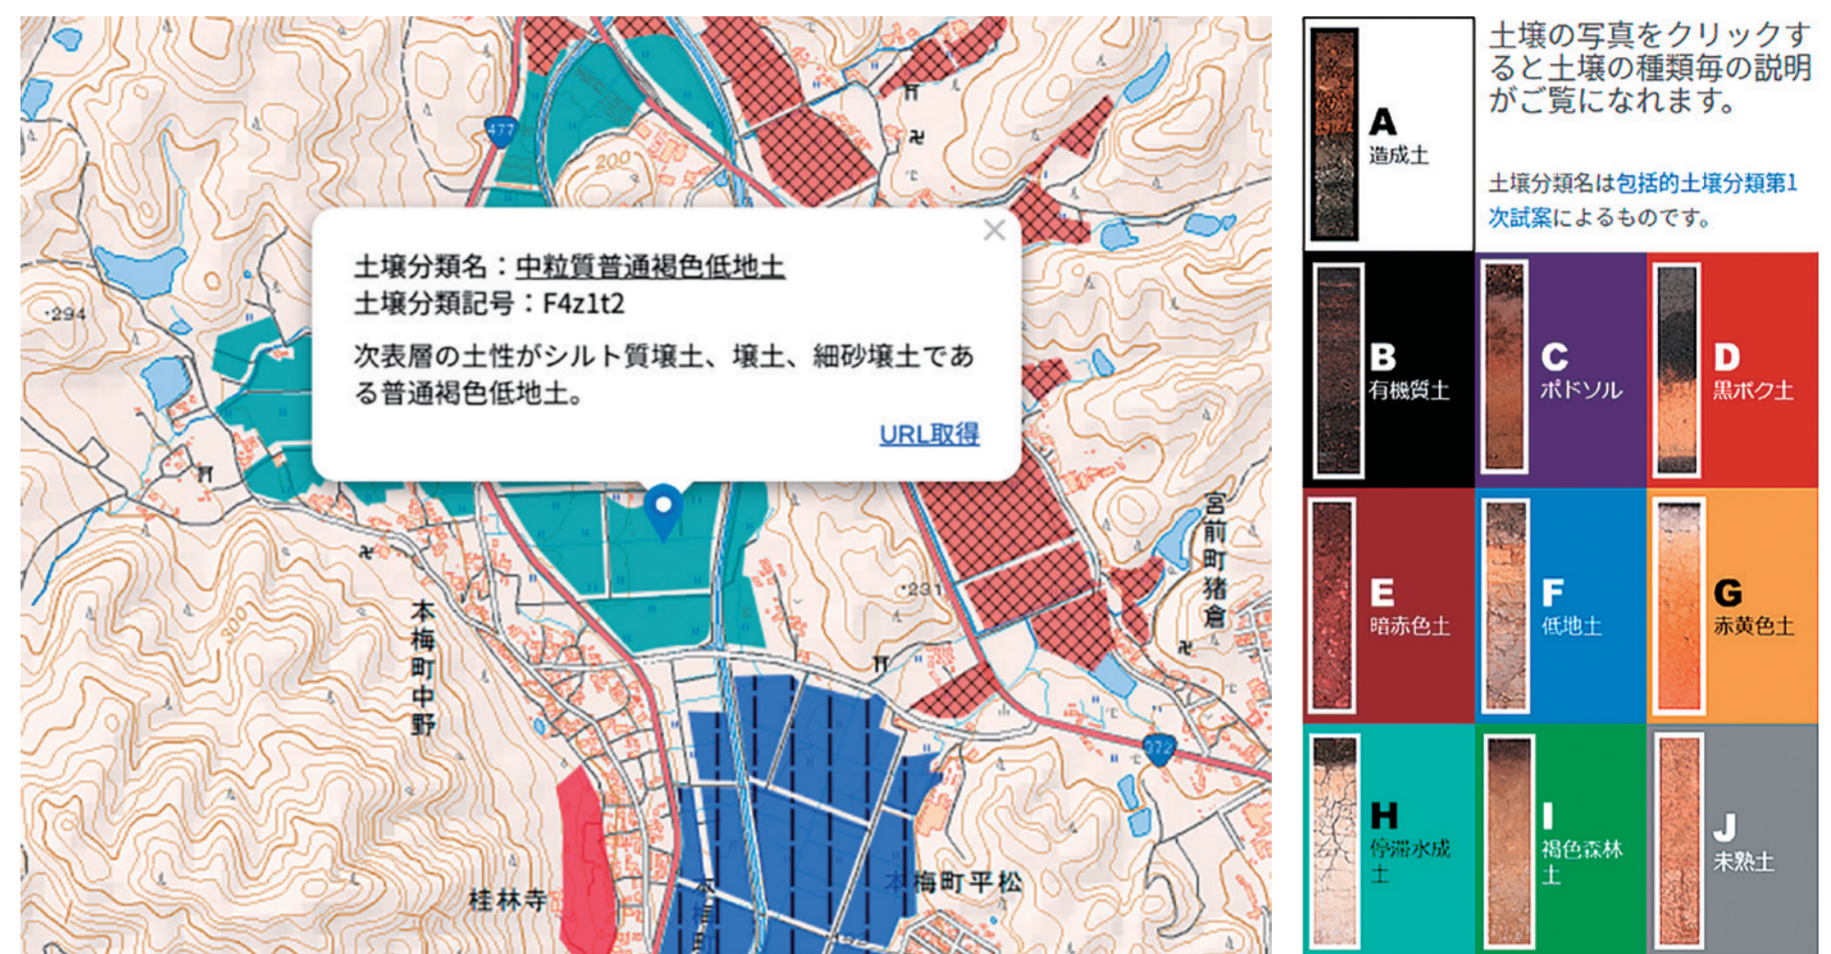 477
200
土壌分類名：中粒質普通褐色低地土
土壌分類記号：F4z1t2
次表層の土性がシルト質壌土、壌土、細砂壌土であ
る普通褐色低地土。
URL取得
294
宮前町猪倉
231
本梅町中野
300
372
桂林寺
本梅町平松
土壌の写真をクリックす
ると土壌の種類毎の説明
がご覧になれます。
土壌分類名は包括的土壌分類第1
次試案によるものです。
A
造成土
B
有機質土
C
ポドソル
D
黒ボク土
E
暗赤色土
F
低地土
G
赤黄色土
H
停滞水成
土
I
褐色森林
土
J
未熟土